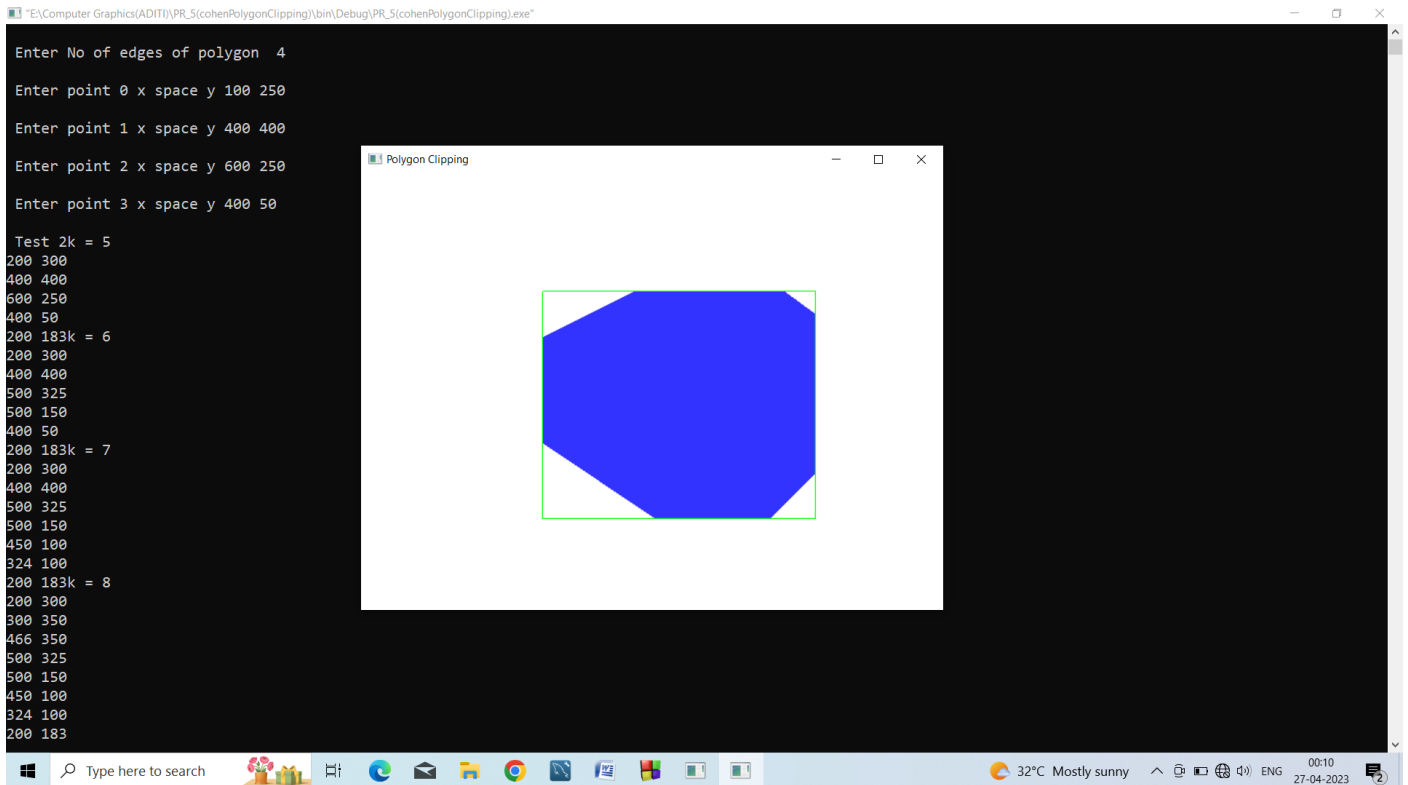 "E:\Computer Graphics(ADITI)\PR_5(cohenPolygonClipping)\bin\Debug\PR_5(cohenPolygonClipping).exe"
Enter No of edges of polygon  4
Enter point 0 x space y 100 250
Enter point 1 x space y 400 400
Enter point 2 x space y 600 250
Enter point 3 x space y 400 50
Test 2k = 5
200 300
400 400
600 250
400 50
200 183k = 6
200 300
400 400
500 325
500 150
400 50
200 183k = 7
200 300
400 400
500 325
500 150
450 100
324 100
200 183k = 8
200 300
300 350
466 350
500 325
500 150
450 100
324 100
200 183
Polygon Clipping
Type here to search
32°C Mostly sunny
ENG
00:10
27-04-2023
2